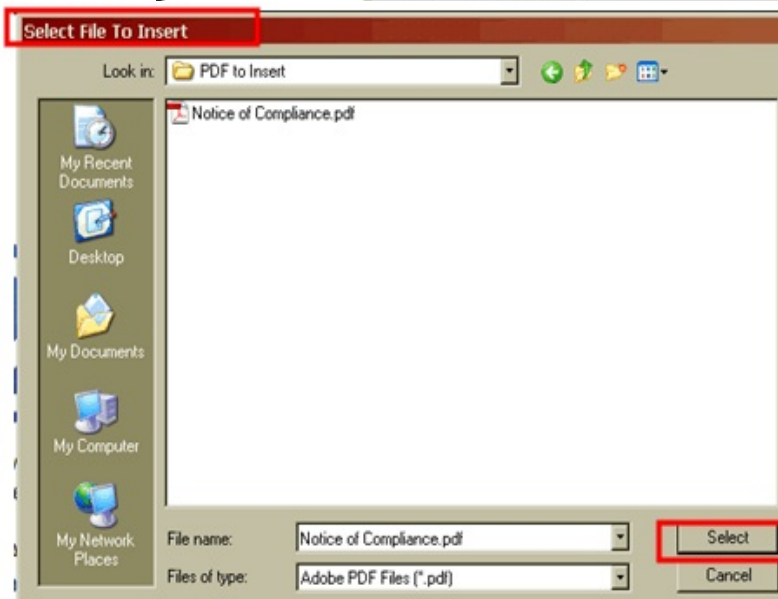 Select File To Insert
Look in: PDF to Insert
Notice of Compliance.pdf
My Recent
Documents
Desktop
My Documents
My Computer
My Network
Places
File name: Notice of Compliance.pdf Select
Files of type: Adobe PDF Files (*.pdf) Cancel